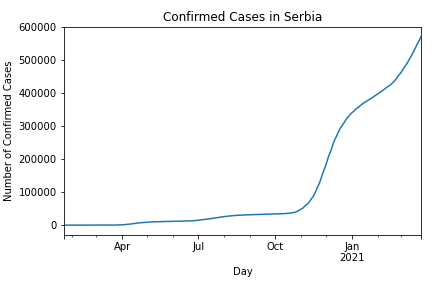 Confirmed Cases in Serbia
600000
500000
400000
300000
200000
100000
0
Number of Confirmed Cases
Apr
Jul
Oct
Jan
2021
Day